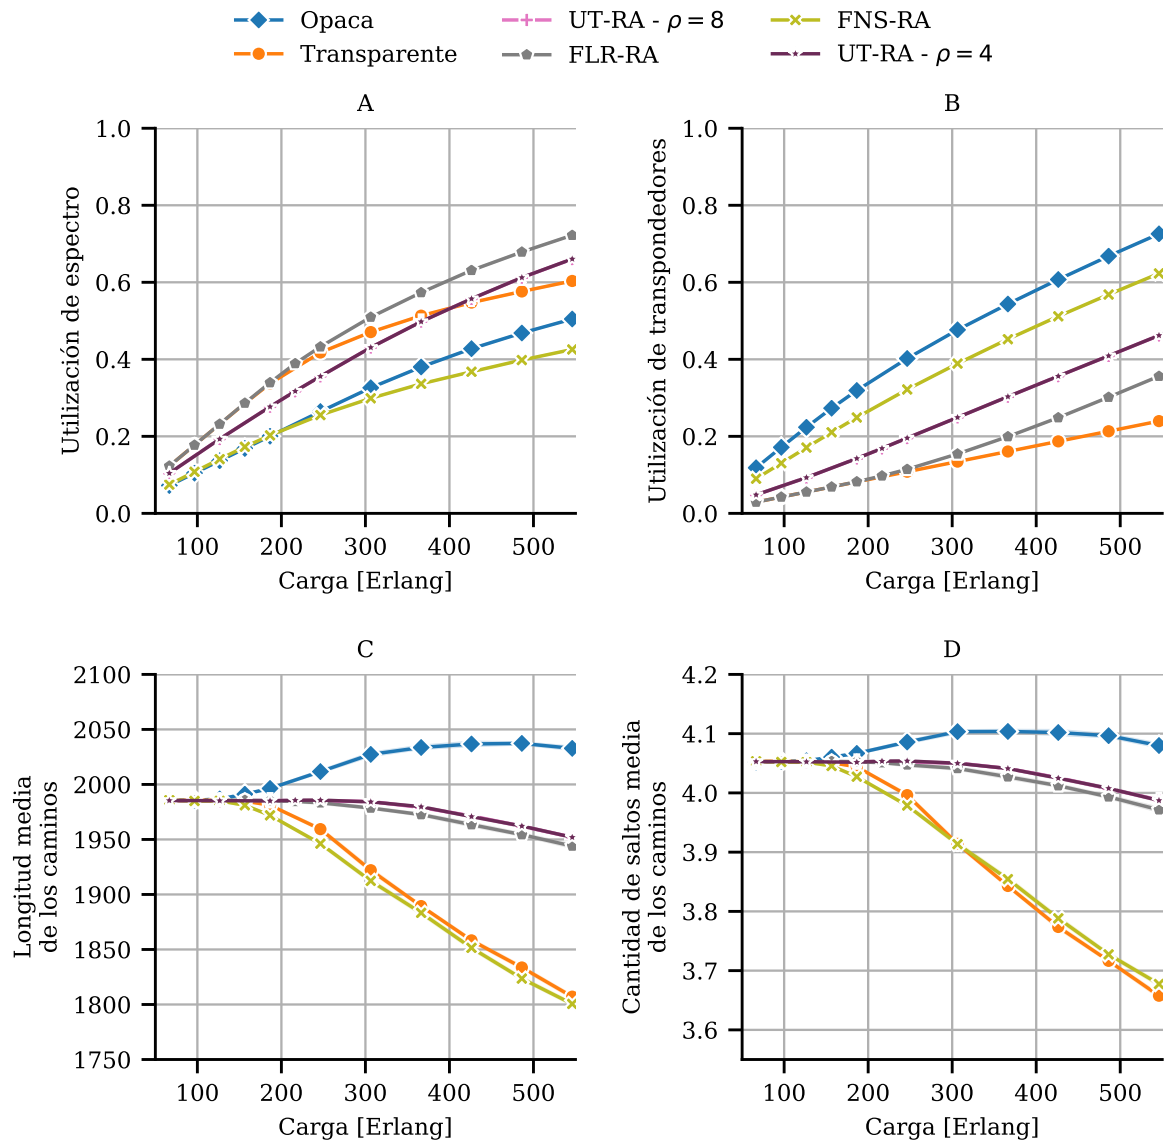 Opaca
UT-RA - ρ = 8
FNS-RA
Transparente
FLR-RA
UT-RA - ρ = 4
A
Utilización de espectro
1.0
0.8
0.6
0.4
0.2
0.0
100 200 300 400 500
Carga [Erlang]
B
Utilización de transpondedores
1.0
0.8
0.6
0.4
0.2
0.0
100 200 300 400 500
Carga [Erlang]
C
Longitud media
de los caminos
2100
2050
2000
1950
1900
1850
1800
1750
100 200 300 400 500
Carga [Erlang]
D
Cantidad de saltos media
de los caminos
4.2
4.1
4.0
3.9
3.8
3.7
3.6
100 200 300 400 500
Carga [Erlang]